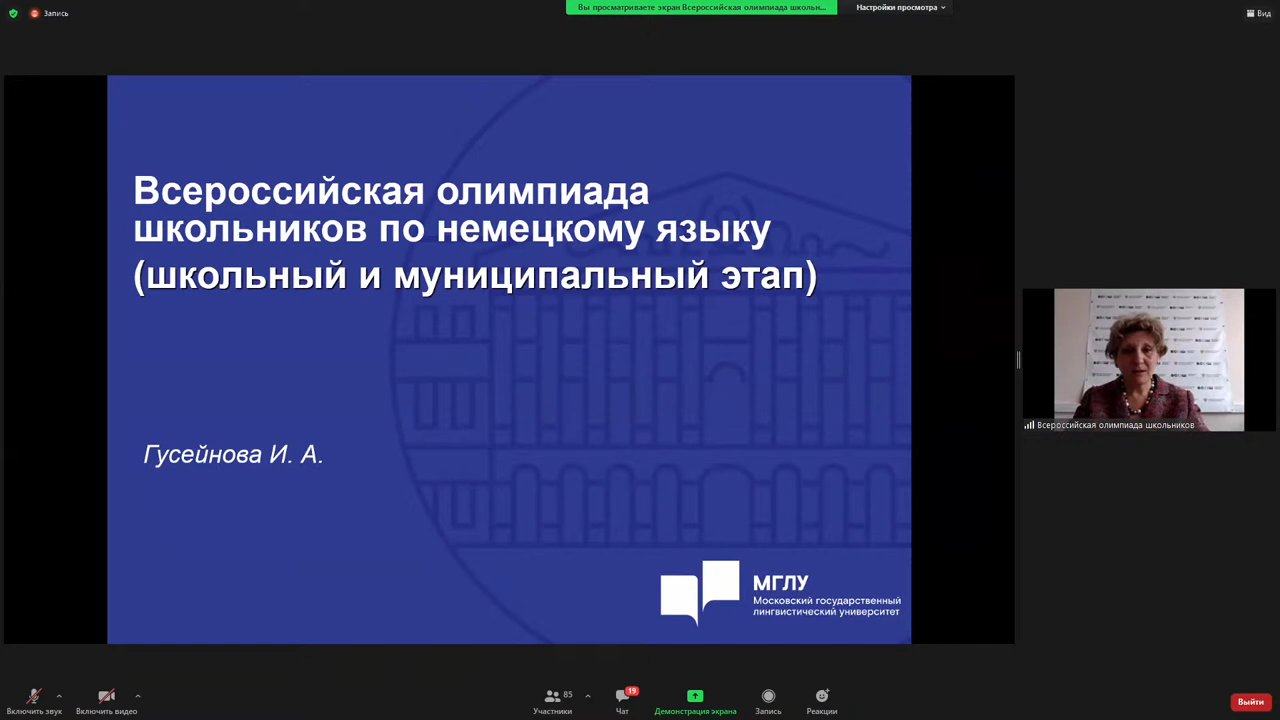 Запись
Вы просматриваете экран Всероссийская олимпиада школьн...
Настройки просмотра
Вид
Всероссийская олимпиада
школьников по немецкому языку
(школьный и муниципальный этап)
Гусейнова И. А.
МГЛУ
Московский государственный
лингвистический университет
Всероссийская олимпиада школьников
Включить звук
Включить видео
85
Участники
19
Чат
Демонстрация экрана
Запись
Реакции
Выйти